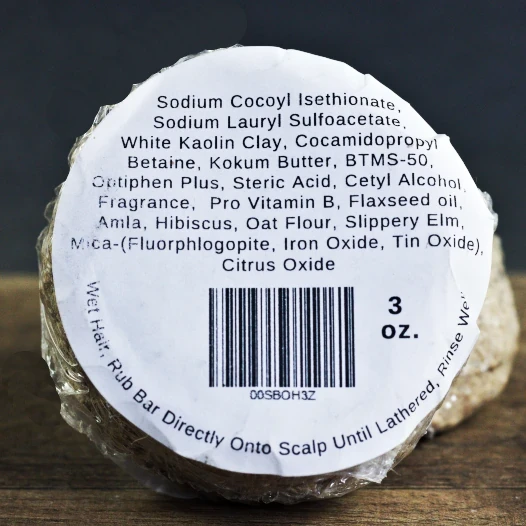 Sodium Cocoyl Isethionate,
Sodium Lauryl Sulfoacetate,
White Kaolin Clay, Cocamidopropyl
Betaine, Kokum Butter, BTMS-50,
Optiphen Plus, Steric Acid, Cetyl Alcohol,
Fragrance, Pro Vitamin B, Flaxseed oil,
Amla, Hibiscus, Oat Flour, Slippery Elm,
Mica-(Fluorphlogopite, Iron Oxide, Tin Oxide),
Citrus Oxide
3
oz.
00SBOH3Z
Wet Hair, Rub Bar Directly Onto Scalp Until Lathered, Rinse Well